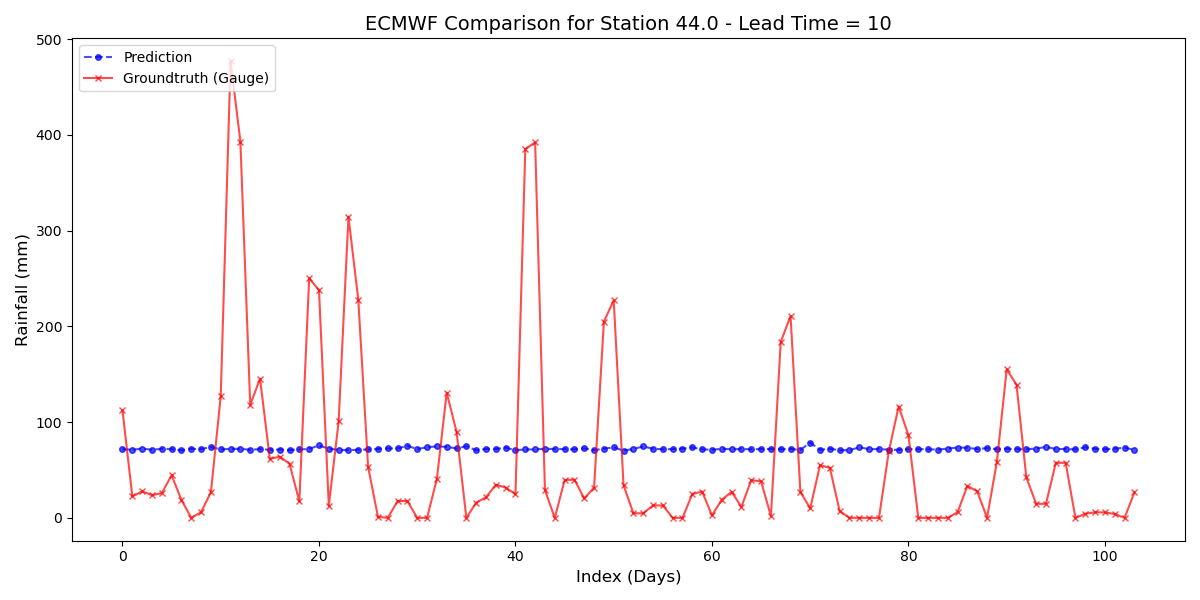 ECMWF Comparison for Station 44.0 - Lead Time = 10
Prediction
Groundtruth (Gauge)
Rainfall (mm)
500
400
300
200
100
0
0 20 40 60 80 100
Index (Days)